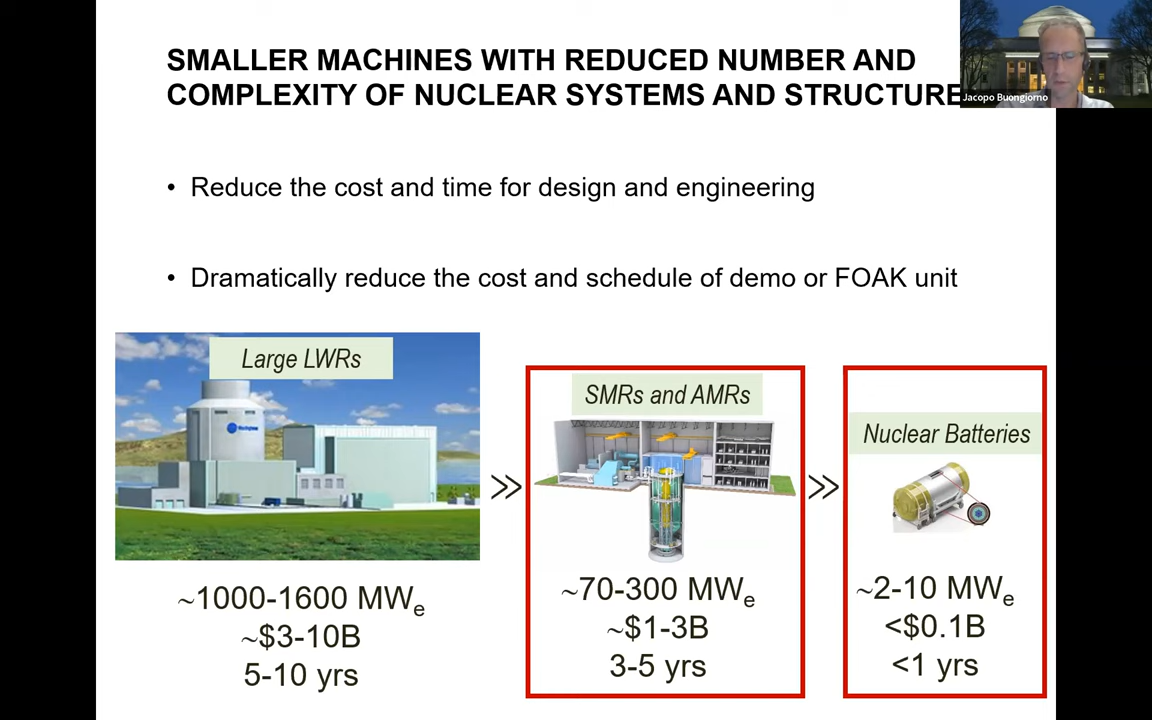 SMALLER MACHINES WITH REDUCED NUMBER AND
COMPLEXITY OF NUCLEAR SYSTEMS AND STRUCTURE
Jacopo Buongiorno
• Reduce the cost and time for design and engineering
• Dramatically reduce the cost and schedule of demo or FOAK unit
Large LWRs
Westinghouse
~1000-1600 MWe
~$3-10B
5-10 yrs
>>
SMRs and AMRs
~70-300 MWe
~$1-3B
3-5 yrs
>>
Nuclear Batteries
~2-10 MWe
<$0.1B
<1 yrs